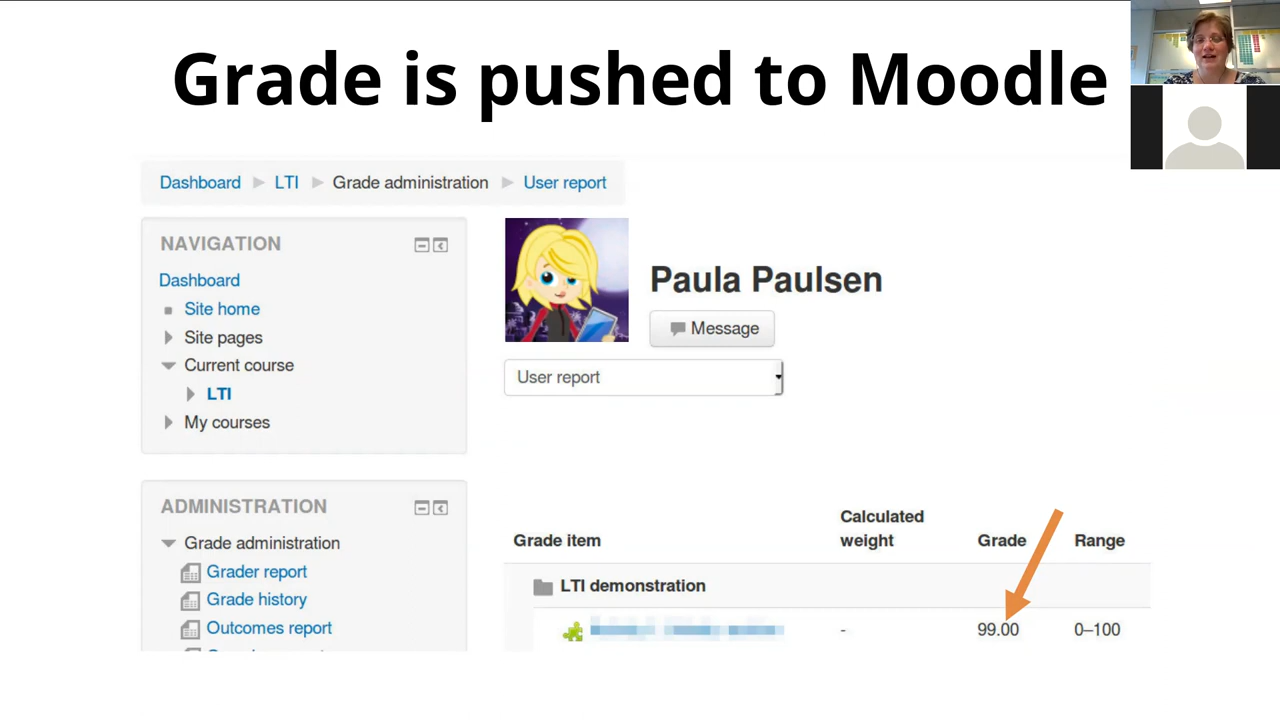 Grade is pushed to Moodle
Dashboard LTI Grade administration User report
NAVIGATION
Dashboard
Site home
Site pages
Current course
LTI
My courses
ADMINISTRATION
Grade administration
Grader report
Grade history
Outcomes report
Paula Paulsen
Message
User report
Grade item Calculated weight Grade Range
LTI demonstration
- 99.00 0–100